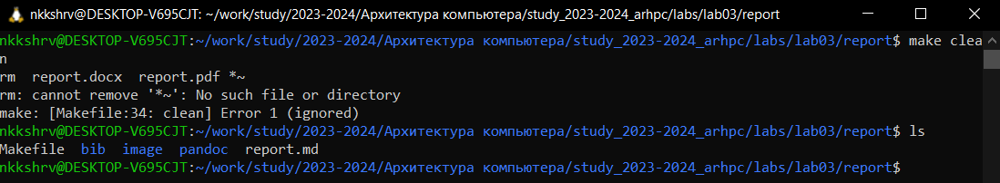 nkkshrv@DESKTOP-V695CJT: ~/work/study/2023-2024/Архитектура компьютера/study_2023-2024_arhpc/labs/lab03/report
nkkshrv@DESKTOP-V695CJT:~/work/study/2023-2024/Архитектура компьютера/study_2023-2024_arhpc/labs/lab03/report$ make clea
n
rm  report.docx  report.pdf *~
rm: cannot remove '*~': No such file or directory
make: [Makefile:34: clean] Error 1 (ignored)
nkkshrv@DESKTOP-V695CJT:~/work/study/2023-2024/Архитектура компьютера/study_2023-2024_arhpc/labs/lab03/report$ ls
Makefile  bib  image  pandoc  report.md
nkkshrv@DESKTOP-V695CJT:~/work/study/2023-2024/Архитектура компьютера/study_2023-2024_arhpc/labs/lab03/report$